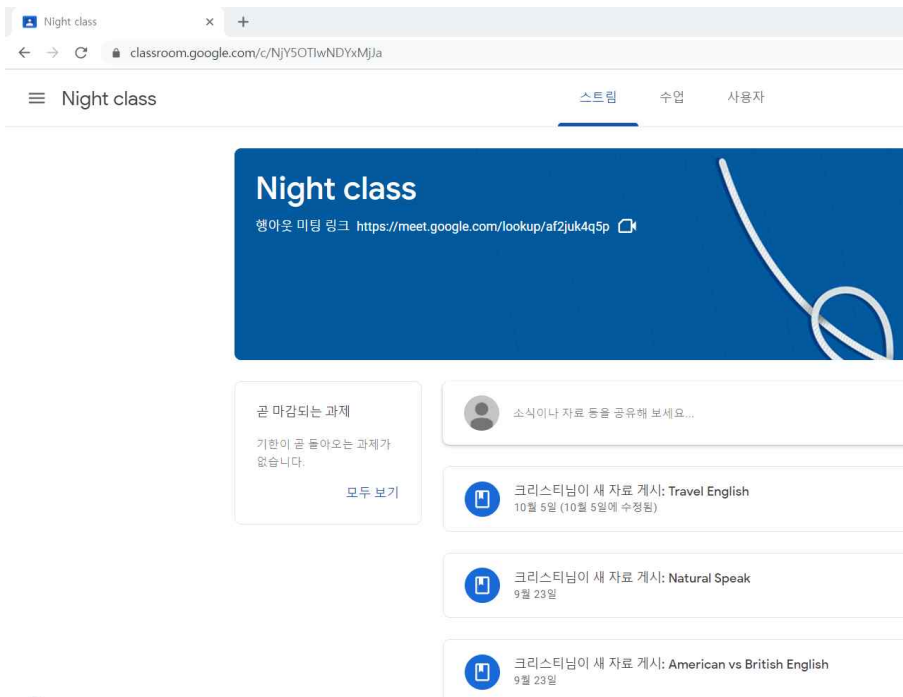 Night class
classroom.google.com/c/NjY5OTIwNDYxMjJa
Night class
스트림 수업 사용자
Night class
행아웃 미팅 링크 https://meet.google.com/lookup/af2juk4q5p
곧 마감되는 과제
기한이 곧 돌아오는 과제가
없습니다.
모두 보기
소식이나 자료 등을 공유해 보세요...
크리스티님이 새 자료 게시: Travel English
10월 5일 (10월 5일에 수정됨)
크리스티님이 새 자료 게시: Natural Speak
9월 23일
크리스티님이 새 자료 게시: American vs British English
9월 23일